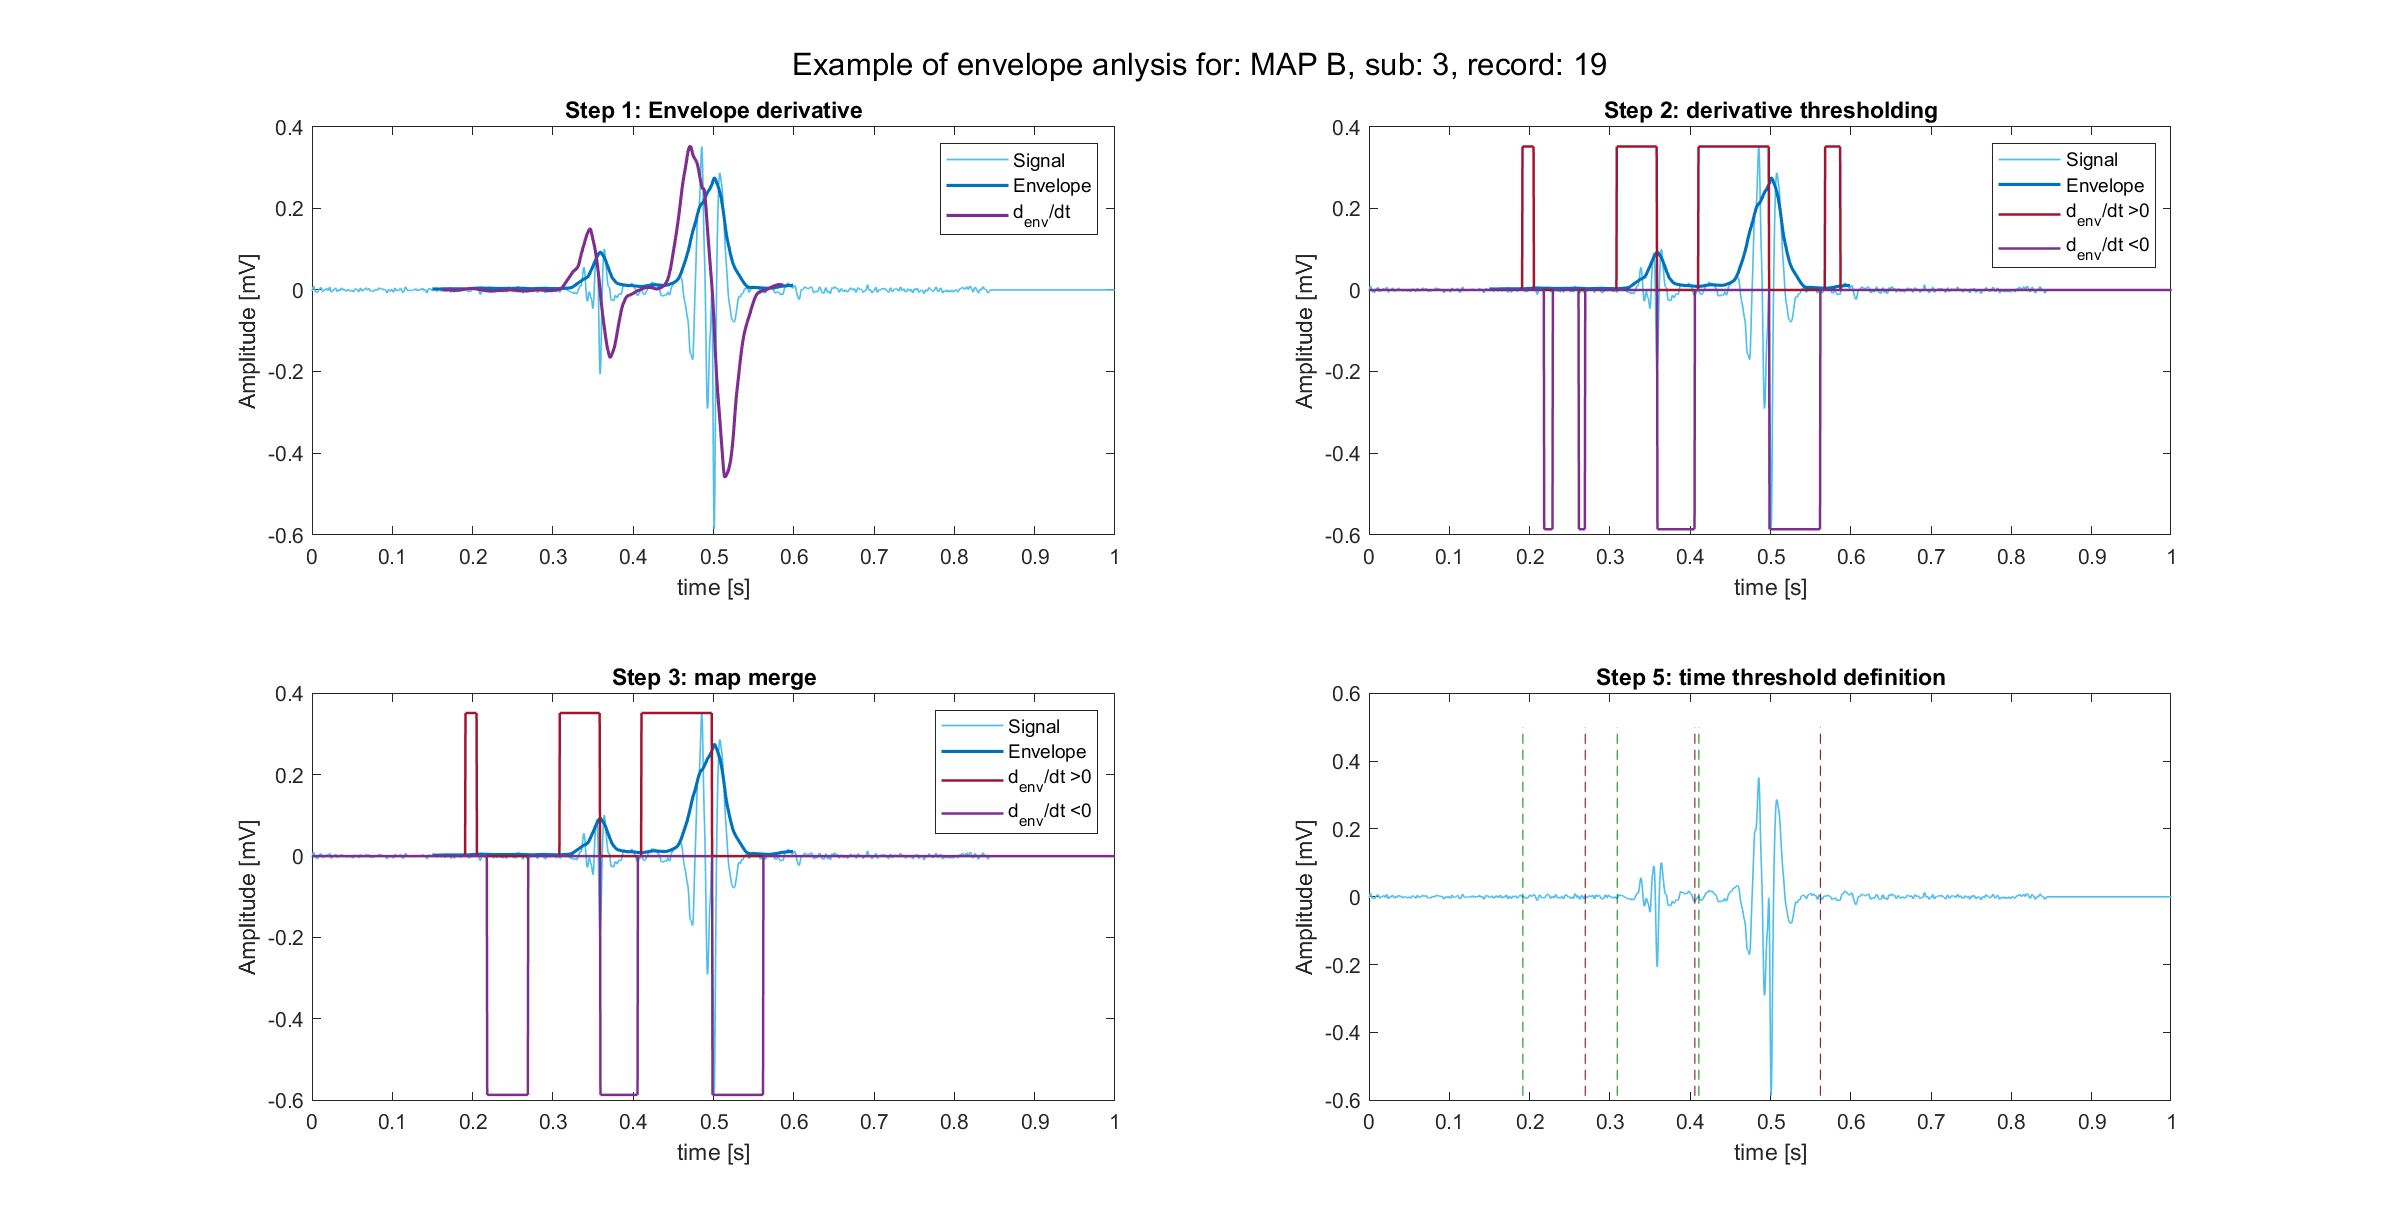 Example of envelope anlysis for: MAP B, sub: 3, record: 19
Step 1: Envelope derivative
0.4
0.2
0
-0.2
-0.4
-0.6
Amplitude [mV]
0 0.1 0.2 0.3 0.4 0.5 0.6 0.7 0.8 0.9 1
time [s]
Signal
Envelope
d_env/dt
Step 2: derivative thresholding
0.4
0.2
0
-0.2
-0.4
-0.6
Amplitude [mV]
0 0.1 0.2 0.3 0.4 0.5 0.6 0.7 0.8 0.9 1
time [s]
Signal
Envelope
d_env/dt >0
d_env/dt <0
Step 3: map merge
0.4
0.2
0
-0.2
-0.4
-0.6
Amplitude [mV]
0 0.1 0.2 0.3 0.4 0.5 0.6 0.7 0.8 0.9 1
time [s]
Signal
Envelope
d_env/dt >0
d_env/dt <0
Step 5: time threshold definition
0.6
0.4
0.2
0
-0.2
-0.4
-0.6
Amplitude [mV]
0 0.1 0.2 0.3 0.4 0.5 0.6 0.7 0.8 0.9 1
time [s]